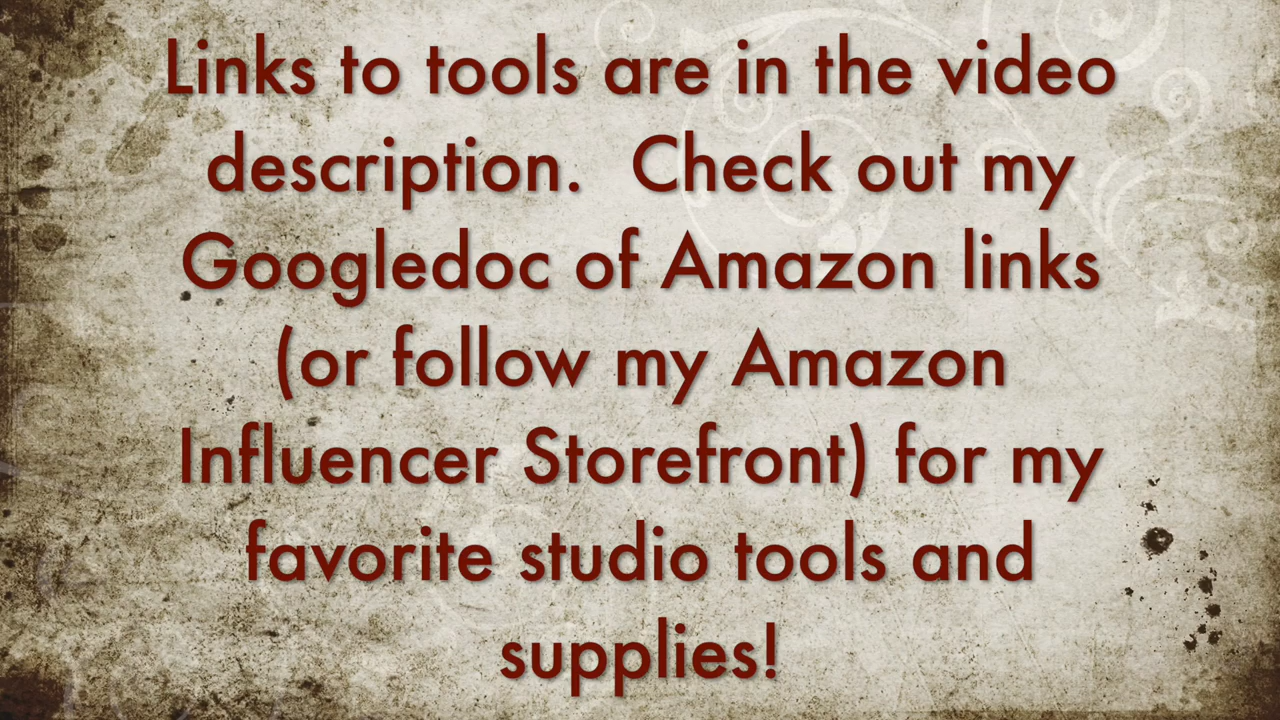 Links to tools are in the video
description.  Check out my
Googledoc of Amazon links
(or follow my Amazon
Influencer Storefront) for my
favorite studio tools and
supplies!